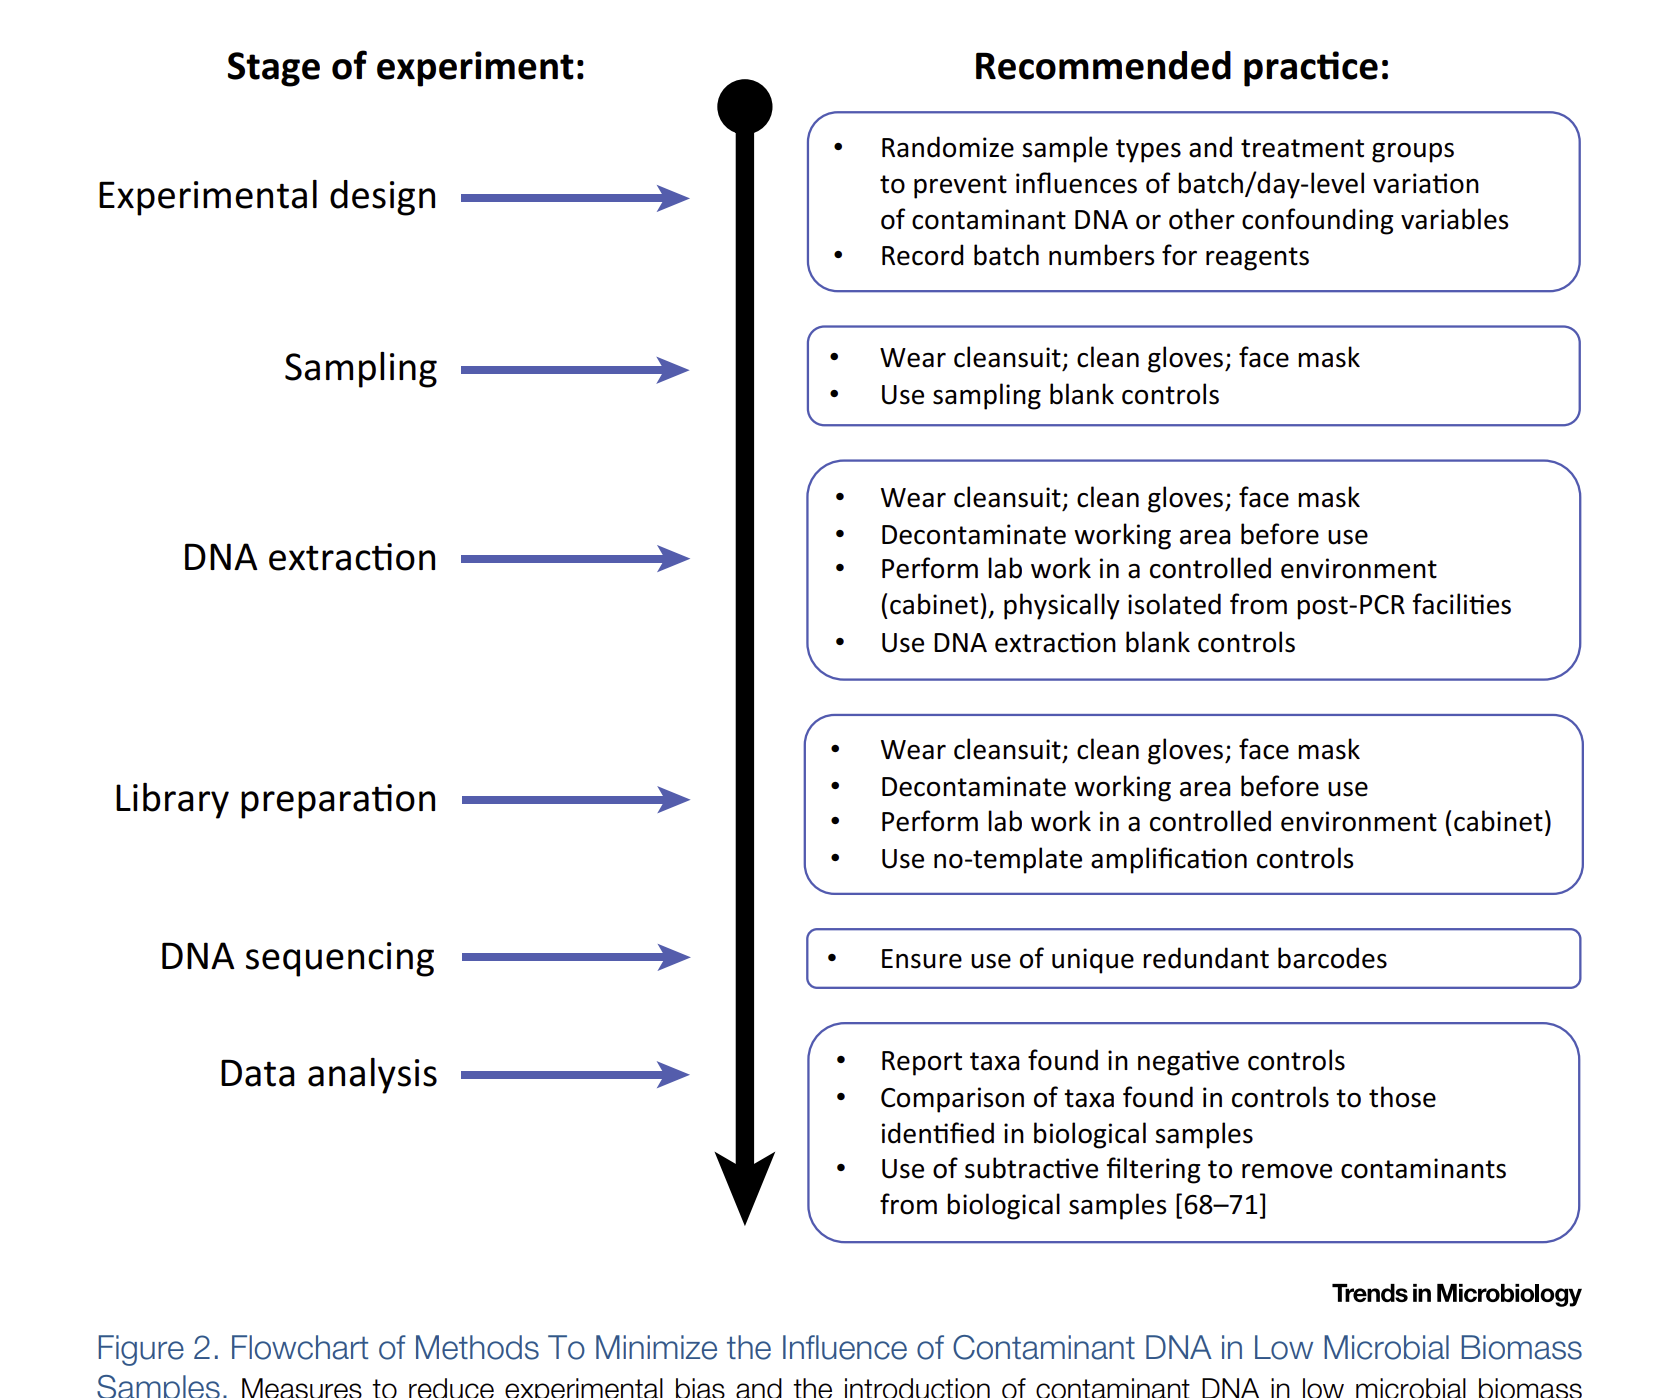 Stage of experiment:
Recommended practice:
Experimental design
• Randomize sample types and treatment groups
to prevent influences of batch/day-level variation
of contaminant DNA or other confounding variables
• Record batch numbers for reagents
Sampling
• Wear cleansuit; clean gloves; face mask
• Use sampling blank controls
DNA extraction
• Wear cleansuit; clean gloves; face mask
• Decontaminate working area before use
• Perform lab work in a controlled environment
(cabinet), physically isolated from post-PCR facilities
• Use DNA extraction blank controls
Library preparation
• Wear cleansuit; clean gloves; face mask
• Decontaminate working area before use
• Perform lab work in a controlled environment (cabinet)
• Use no-template amplification controls
DNA sequencing
• Ensure use of unique redundant barcodes
Data analysis
• Report taxa found in negative controls
• Comparison of taxa found in controls to those
identified in biological samples
• Use of subtractive filtering to remove contaminants
from biological samples [68–71]
Trends in Microbiology
Figure 2. Flowchart of Methods To Minimize the Influence of Contaminant DNA in Low Microbial Biomass
Samples. Measures to reduce experimental bias and the introduction of contaminant DNA in low microbial biomass